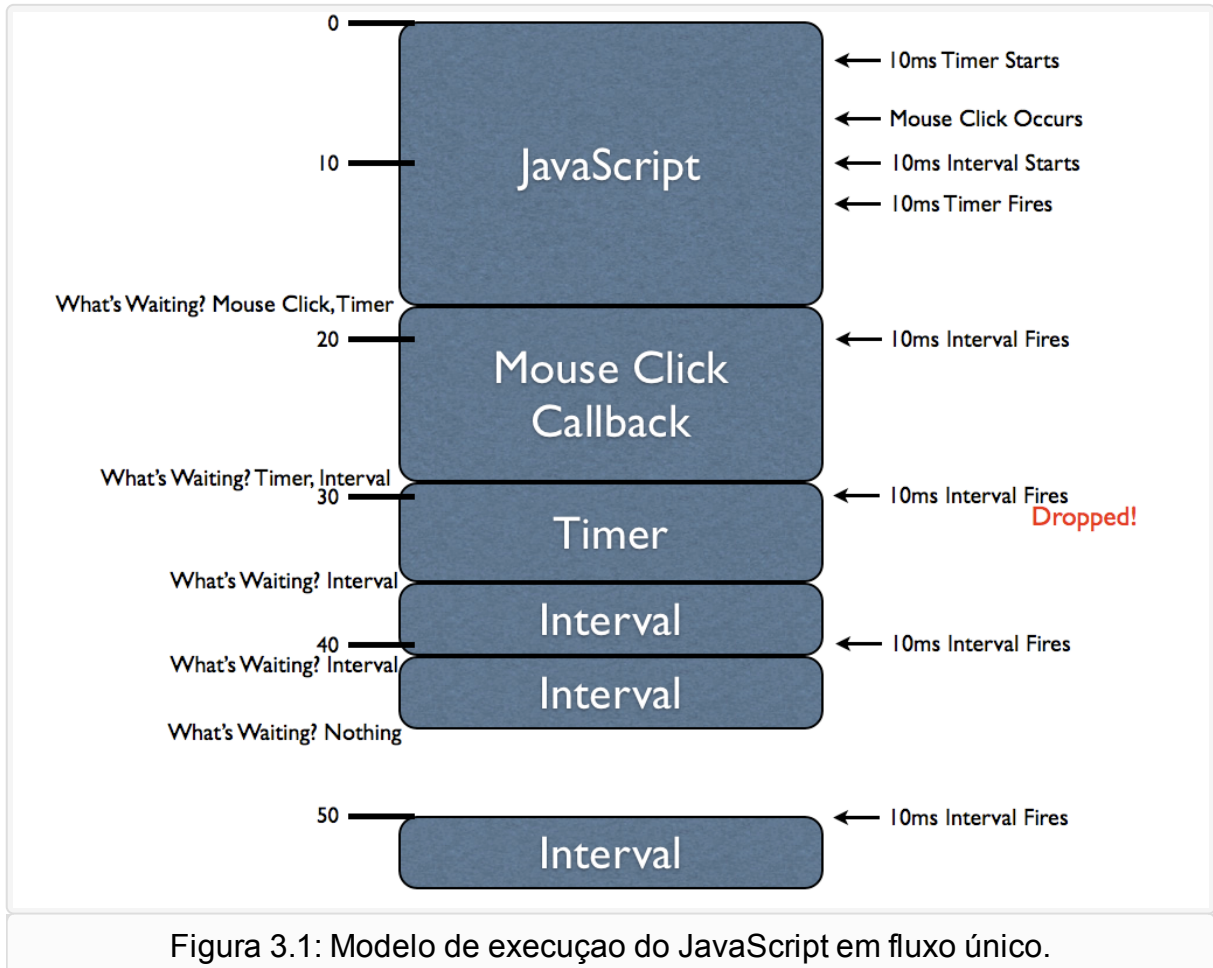 0
10ms Timer Starts
Mouse Click Occurs
10
JavaScript
10ms Interval Starts
10ms Timer Fires
What's Waiting? Mouse Click, Timer
20
10ms Interval Fires
Mouse Click
Callback
What's Waiting? Timer, Interval
30
10ms Interval Fires
Dropped!
Timer
What's Waiting? Interval
Interval
40
10ms Interval Fires
What's Waiting? Interval
Interval
What's Waiting? Nothing
50
10ms Interval Fires
Interval
Figura 3.1: Modelo de execuçao do JavaScript em fluxo único.